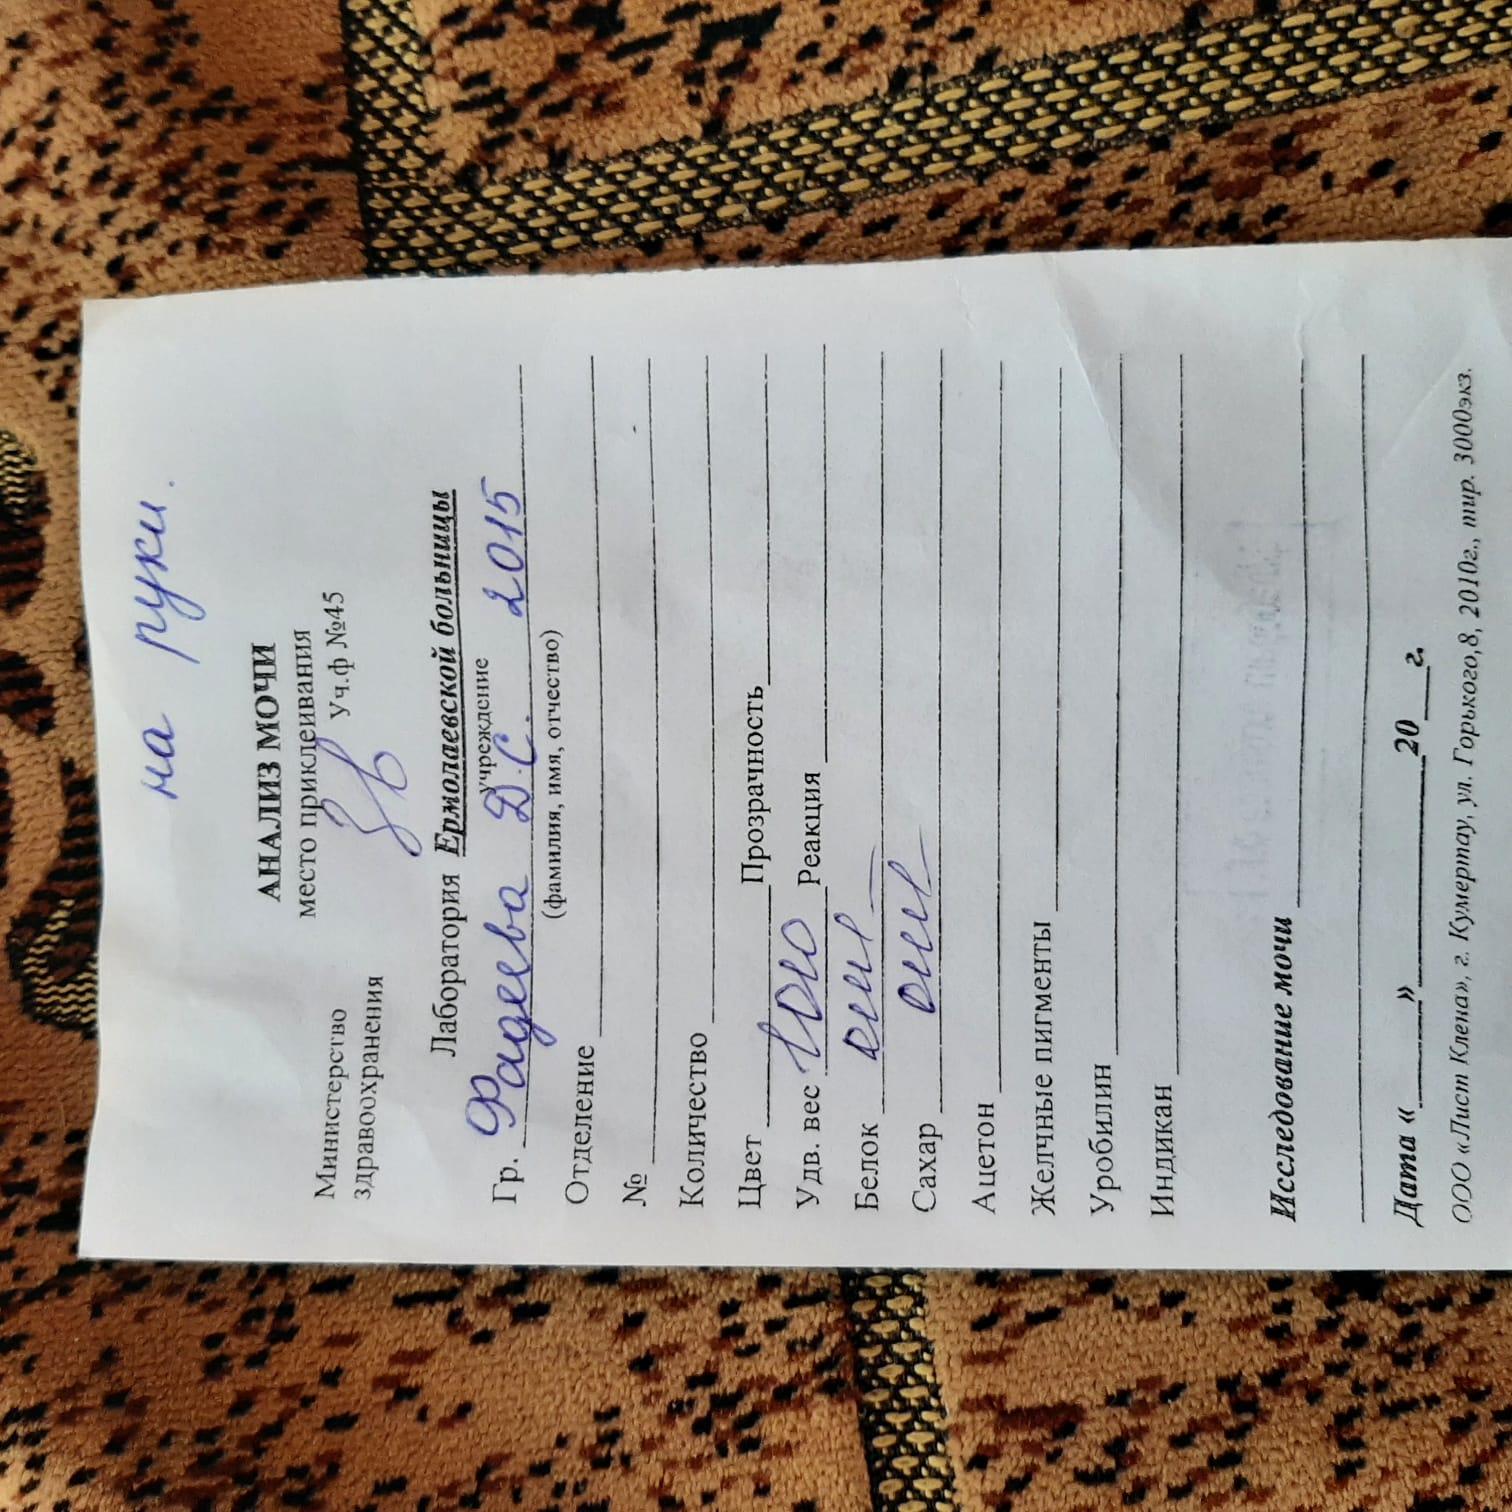 на руки.
АНАЛИЗ МОЧИ
место приклеивания
Министерство
здравоохранения Уч.ф №45
Лаборатория Ермолаевской больницы
учреждение
Гр. Фадеева Д.С. 2015
(фамилия, имя, отчество)
Отделение
№
Количество
Цвет Прозрачность
Удв. вес 1010 Реакция
Белок
Сахар
Ацетон
Желчные пигменты
Уробилин
Индикан
Исследование мочи
Дата « » 20 г.
ООО «Лист Клена», г. Кумертау, ул. Горького,8, 2010г., тир. 3000экз.